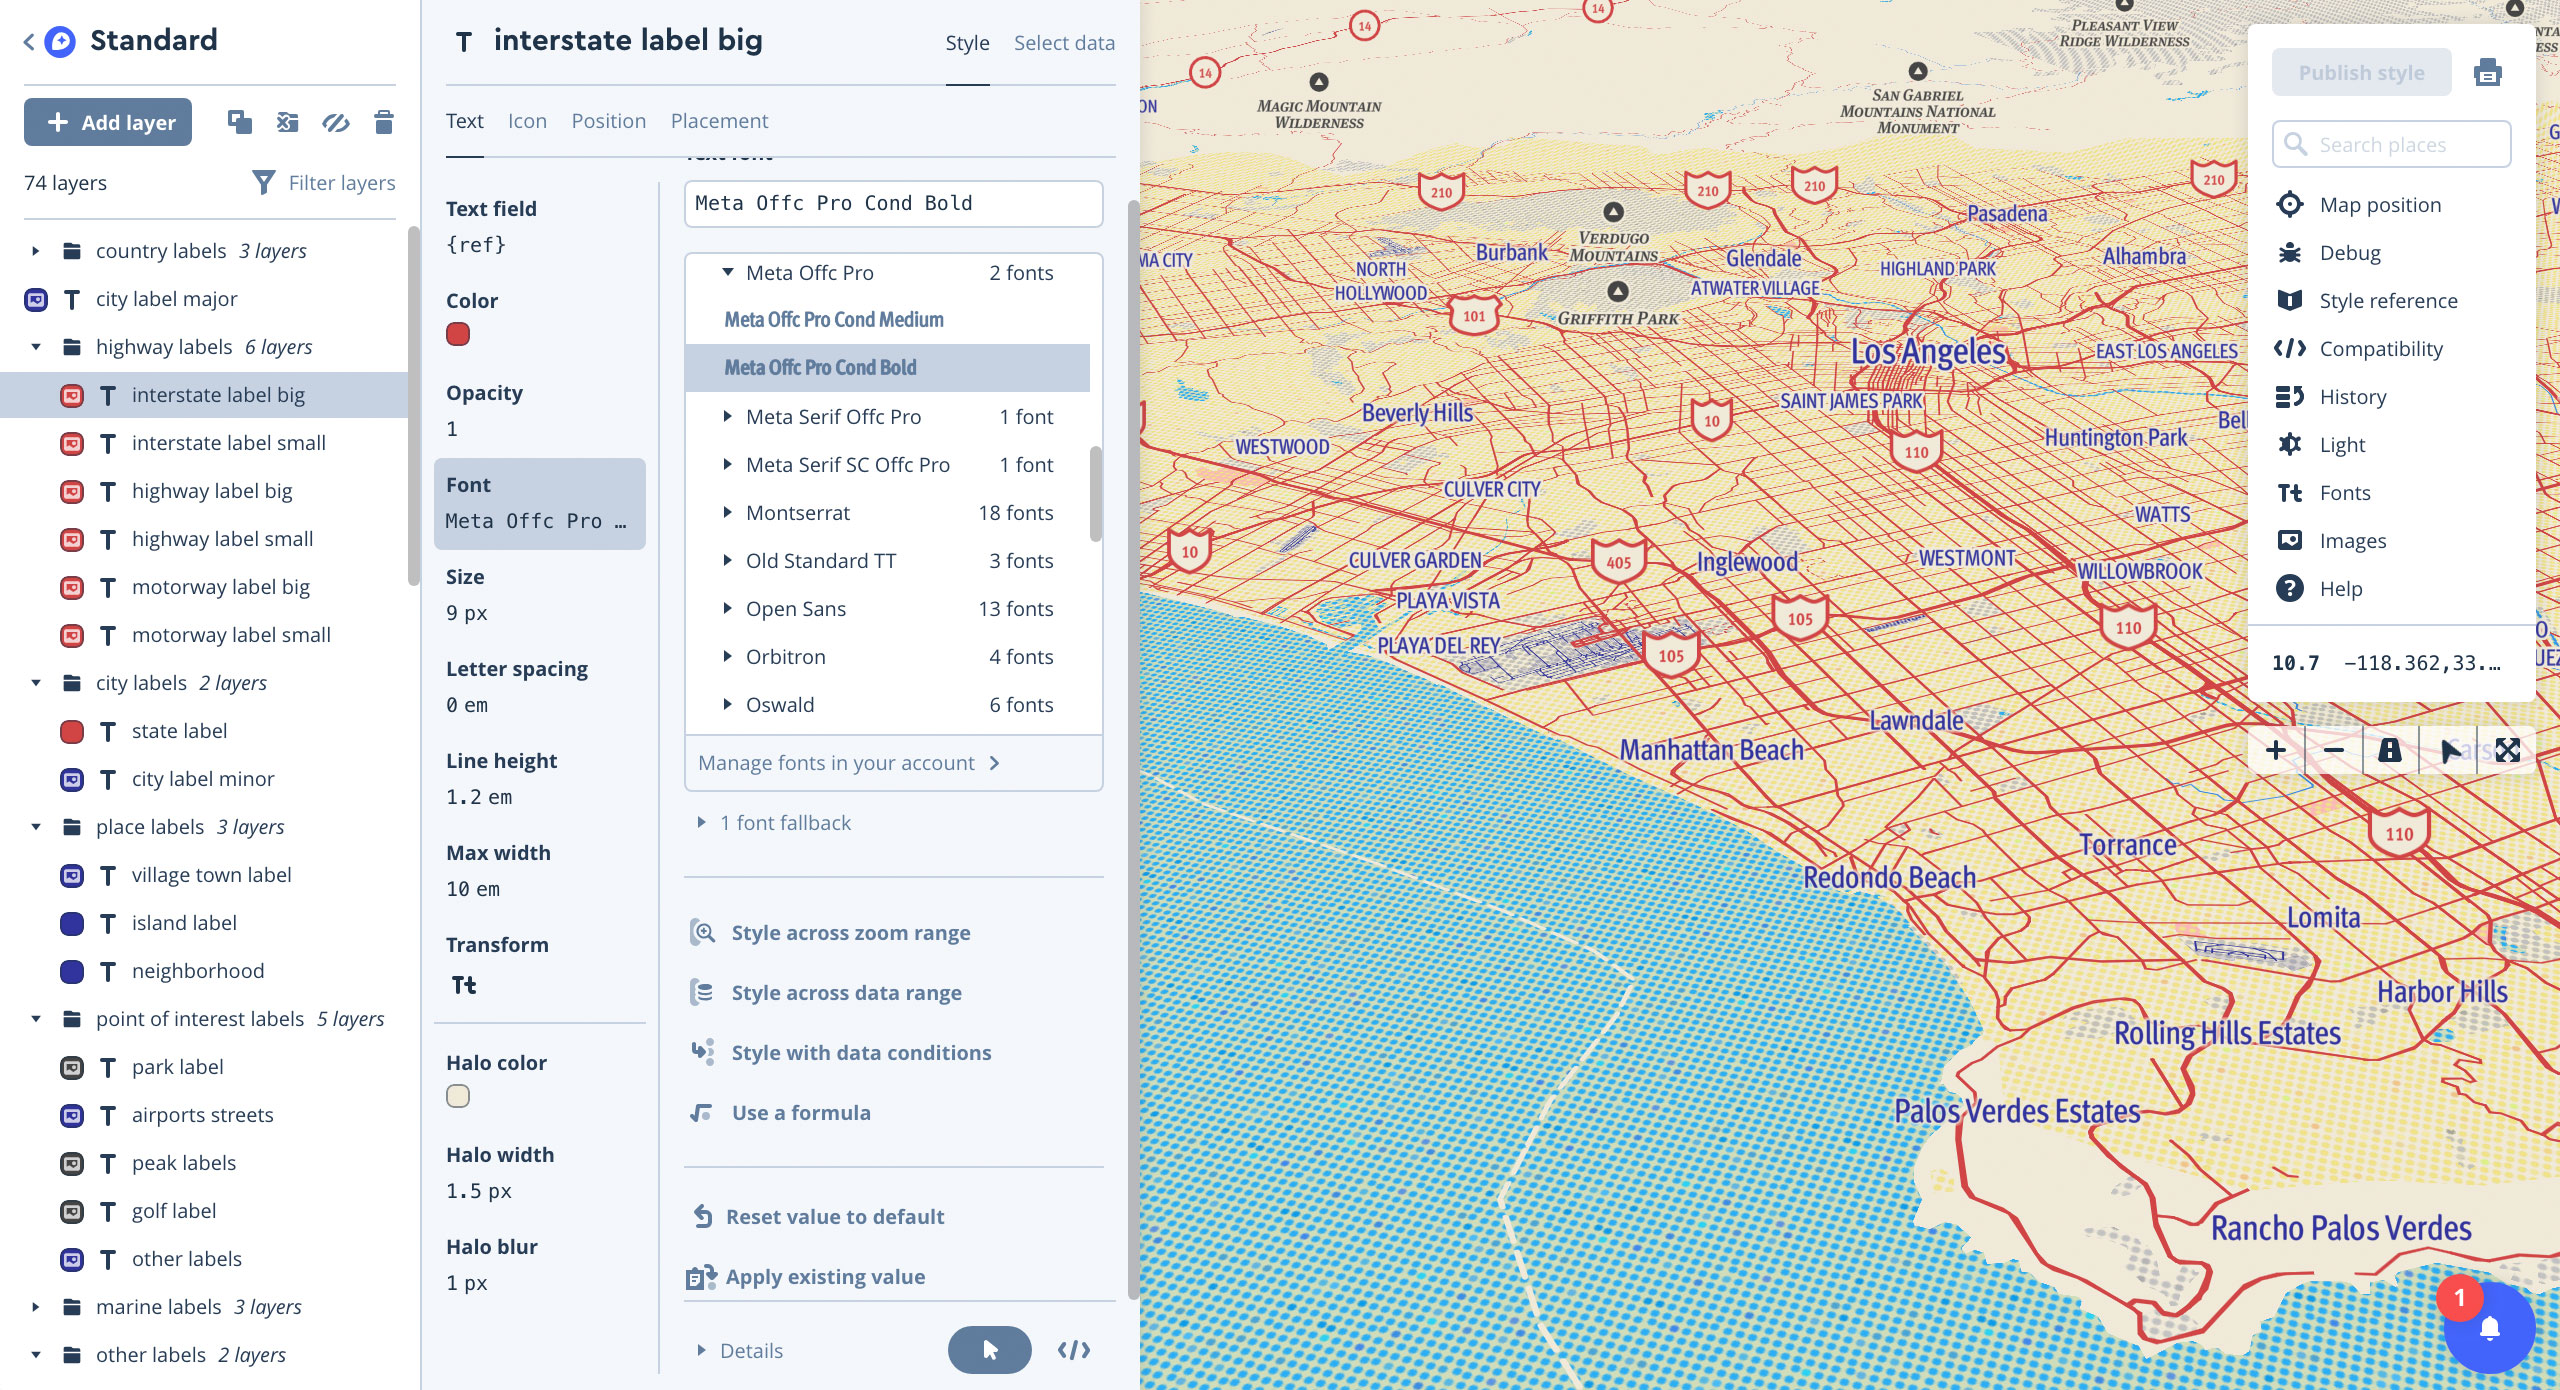 Standard
Add layer
74 layers
Filter layers
country labels 3 layers
city label major
highway labels 6 layers
interstate label big
interstate label small
highway label big
highway label small
motorway label big
motorway label small
city labels 2 layers
state label
city label minor
place labels 3 layers
village town label
island label
neighborhood
point of interest labels 5 layers
park label
airports streets
peak labels
golf label
other labels
marine labels 3 layers
other labels 2 layers
interstate label big
Style
Select data
Text
Icon
Position
Placement
Text field
{ref}
Color
Opacity
1
Font
Meta Offc Pro …
Size
9 px
Letter spacing
0 em
Line height
1.2 em
Max width
10 em
Transform
Tt
Halo color
Halo width
1.5 px
Halo blur
1 px
Meta Offc Pro Cond Bold
Meta Offc Pro 2 fonts
Meta Offc Pro Cond Medium
Meta Offc Pro Cond Bold
Meta Serif Offc Pro 1 font
Meta Serif SC Offc Pro 1 font
Montserrat 18 fonts
Old Standard TT 3 fonts
Open Sans 13 fonts
Orbitron 4 fonts
Oswald 6 fonts
Manage fonts in your account
1 font fallback
Style across zoom range
Style across data range
Style with data conditions
Use a formula
Reset value to default
Apply existing value
Details
14
14
14
ON
MAGIC MOUNTAIN
WILDERNESS
SAN GABRIEL
MOUNTAINS NATIONAL
MONUMENT
PLEASANT VIEW
RIDGE WILDERNESS
210
210
210
210
Pasadena
VERDUGO
MOUNTAINS
Burbank
Glendale
Alhambra
MA CITY
NORTH
HOLLYWOOD
HIGHLAND PARK
ATWATER VILLAGE
101
GRIFFITH PARK
Los Angeles
EAST LOS ANGELES
SAINT JAMES PARK
Beverly Hills
10
Bel
WESTWOOD
110
Huntington Park
CULVER CITY
WATTS
10
CULVER GARDEN
405
Inglewood
WESTMONT
WILLOWBROOK
PLAYA VISTA
105
110
PLAYA DEL REY
105
Lawndale
Manhattan Beach
110
Torrance
Redondo Beach
Lomita
Harbor Hills
Rolling Hills Estates
Palos Verdes Estates
Rancho Palos Verdes
Publish style
Search places
Map position
Debug
Style reference
Compatibility
History
Light
Tt Fonts
Images
Help
10.7 −118.362,33.…
1